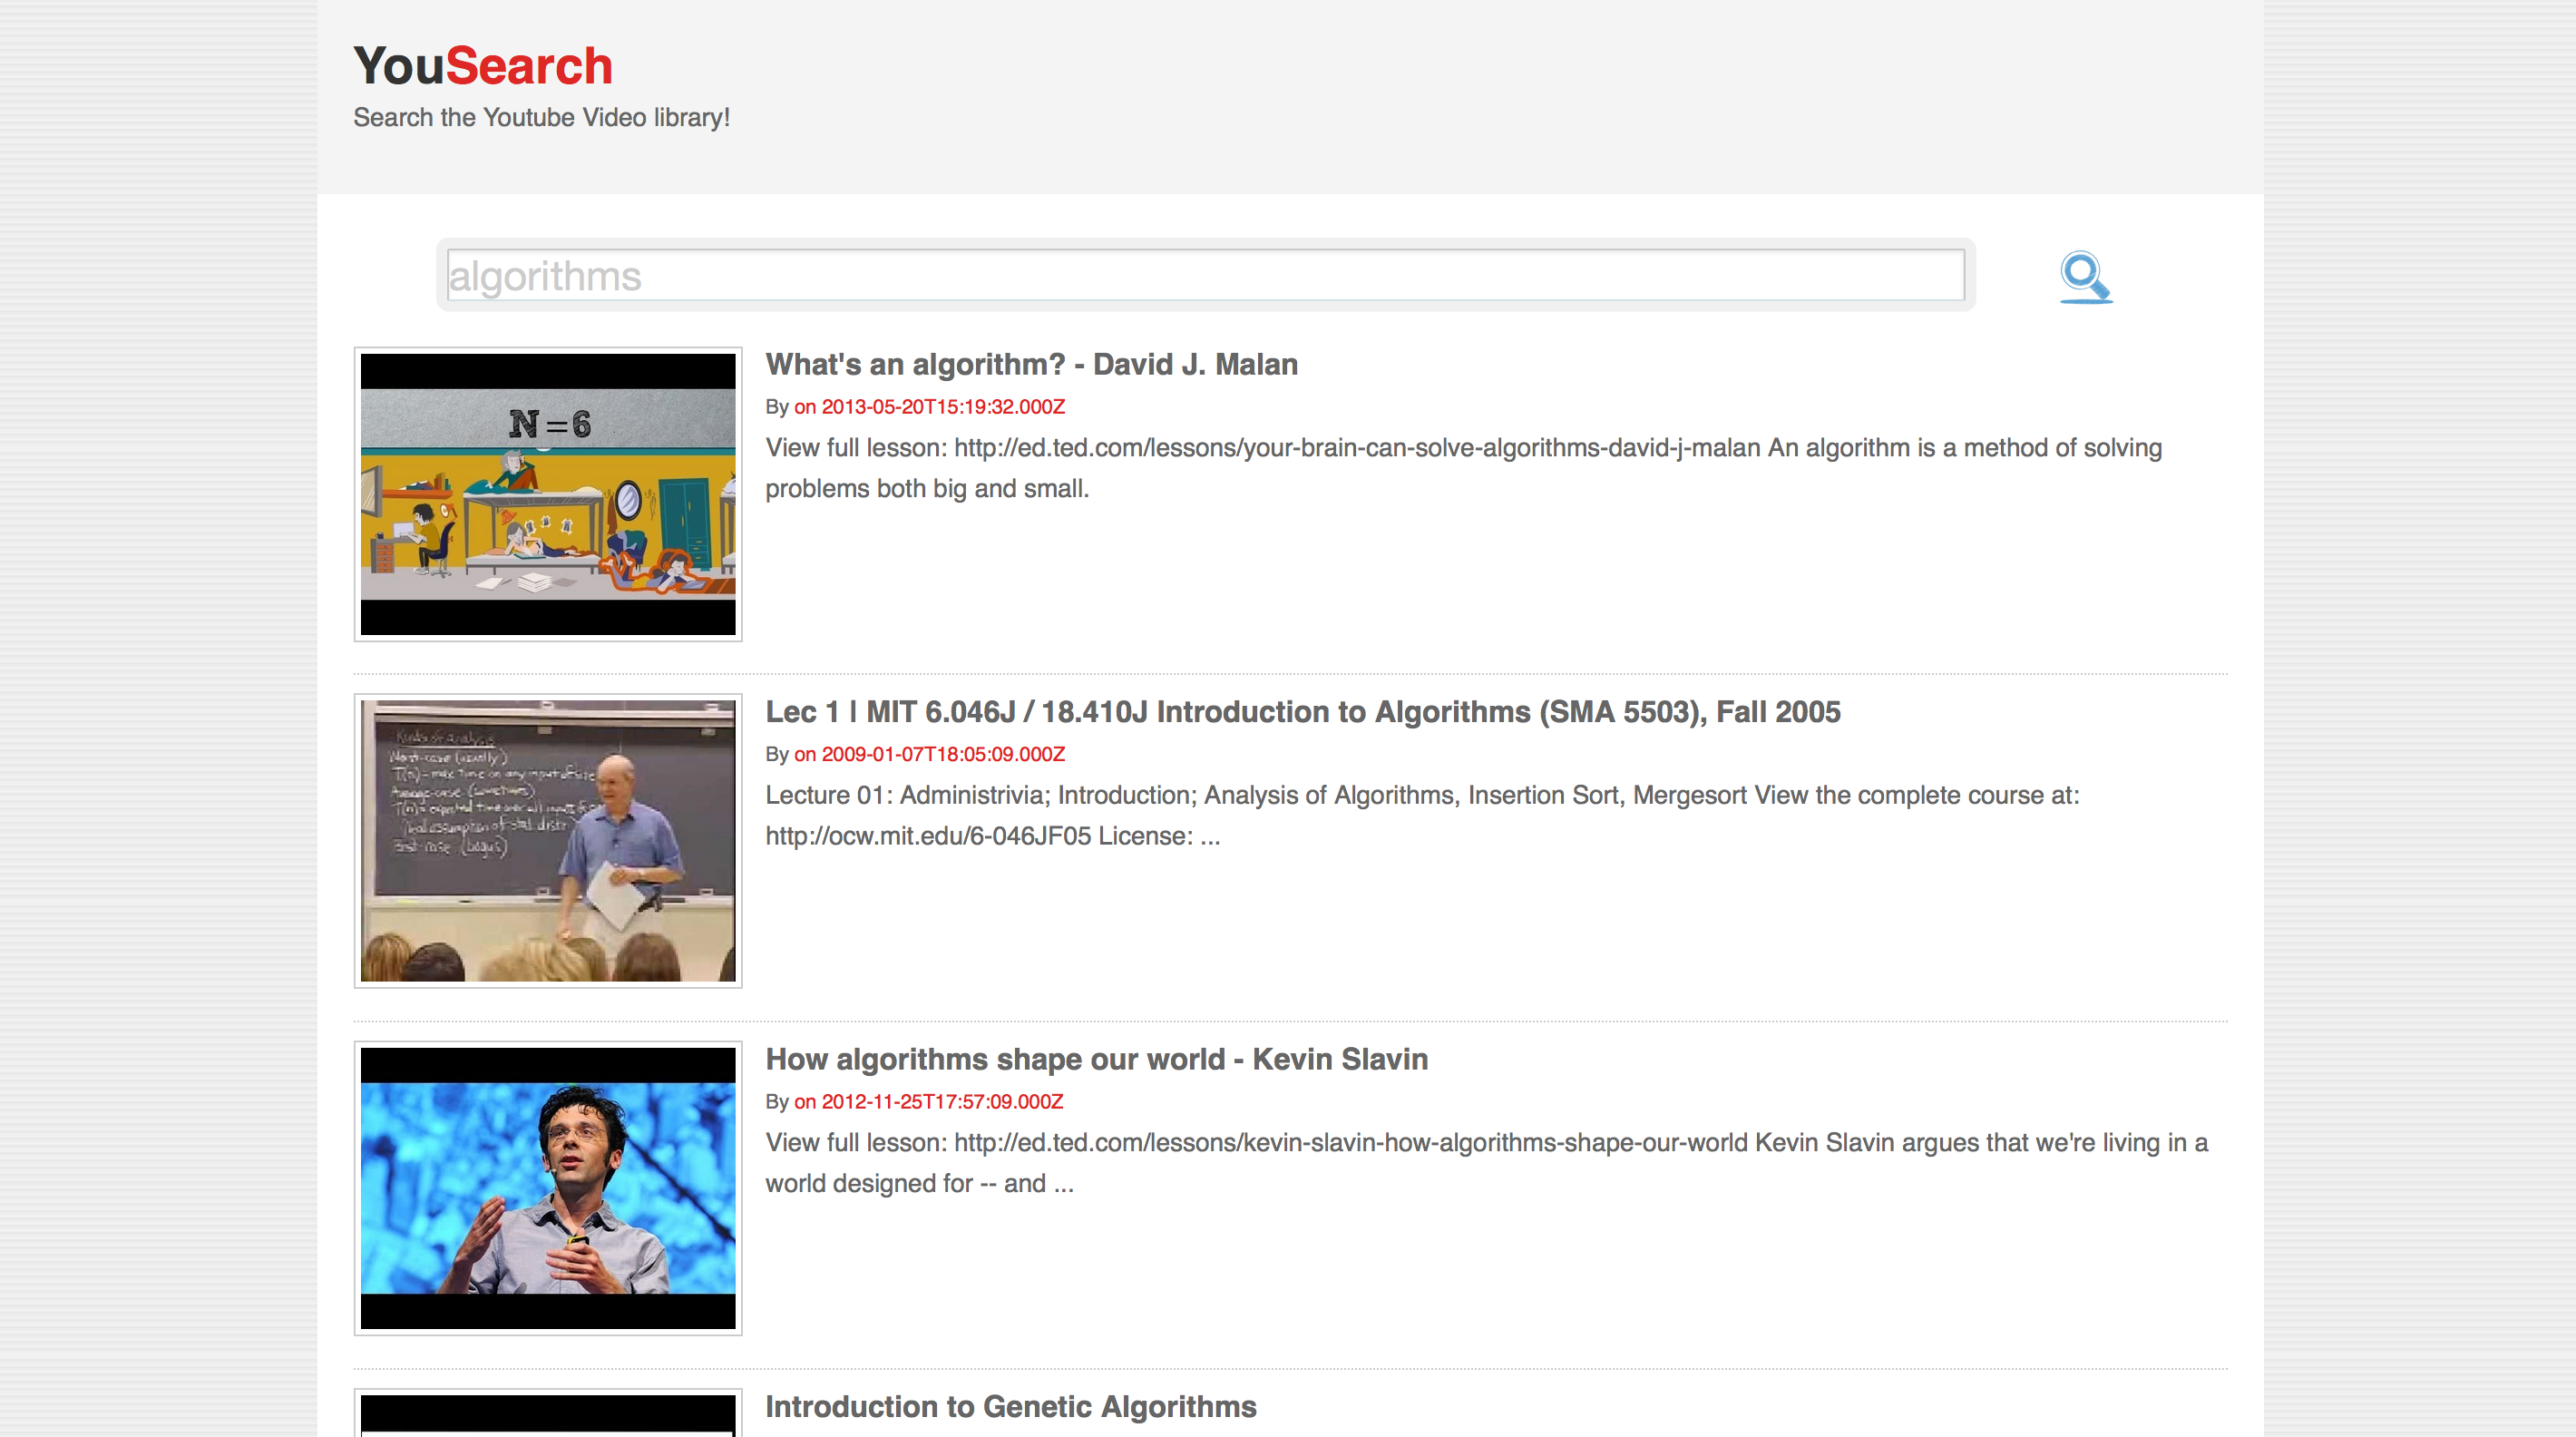 YouSearch
Search the Youtube Video library!
algorithms
What's an algorithm? - David J. Malan
By on 2013-05-20T15:19:32.000Z
View full lesson: http://ed.ted.com/lessons/your-brain-can-solve-algorithms-david-j-malan An algorithm is a method of solving
problems both big and small.
N=6
Lec 1 | MIT 6.046J / 18.410J Introduction to Algorithms (SMA 5503), Fall 2005
By on 2009-01-07T18:05:09.000Z
Lecture 01: Administrivia; Introduction; Analysis of Algorithms, Insertion Sort, Mergesort View the complete course at:
http://ocw.mit.edu/6-046JF05 License: ...
Kinds of analysis
Worst-case (usually)
T(n) = max time on any input of size
Average-case (sometimes)
T(n) = expected time over all inputs of
(Need assumption of stat. distr.)
Best-case (bogus)
How algorithms shape our world - Kevin Slavin
By on 2012-11-25T17:57:09.000Z
View full lesson: http://ed.ted.com/lessons/kevin-slavin-how-algorithms-shape-our-world Kevin Slavin argues that we're living in a
world designed for -- and ...
Introduction to Genetic Algorithms